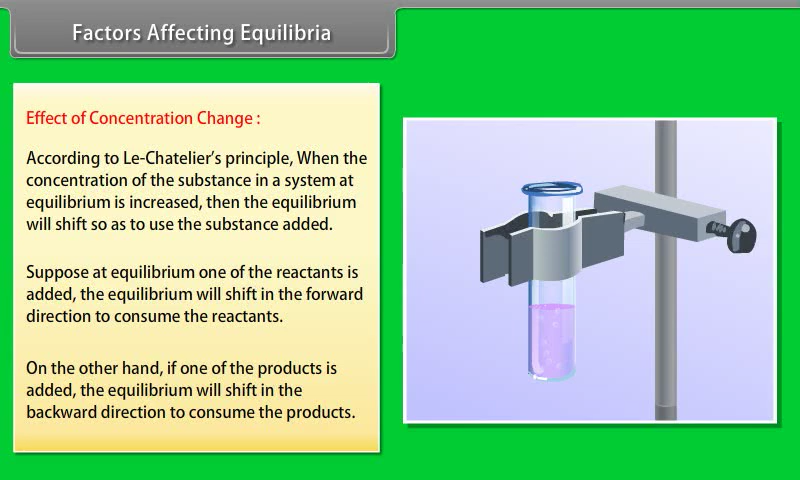 Factors Affecting Equilibria
Effect of Concentration Change :
According to Le-Chatelier's principle, When the
concentration of the substance in a system at
equilibrium is increased, then the equilibrium
will shift so as to use the substance added.
Suppose at equilibrium one of the reactants is
added, the equilibrium will shift in the forward
direction to consume the reactants.
On the other hand, if one of the products is
added, the equilibrium will shift in the
backward direction to consume the products.